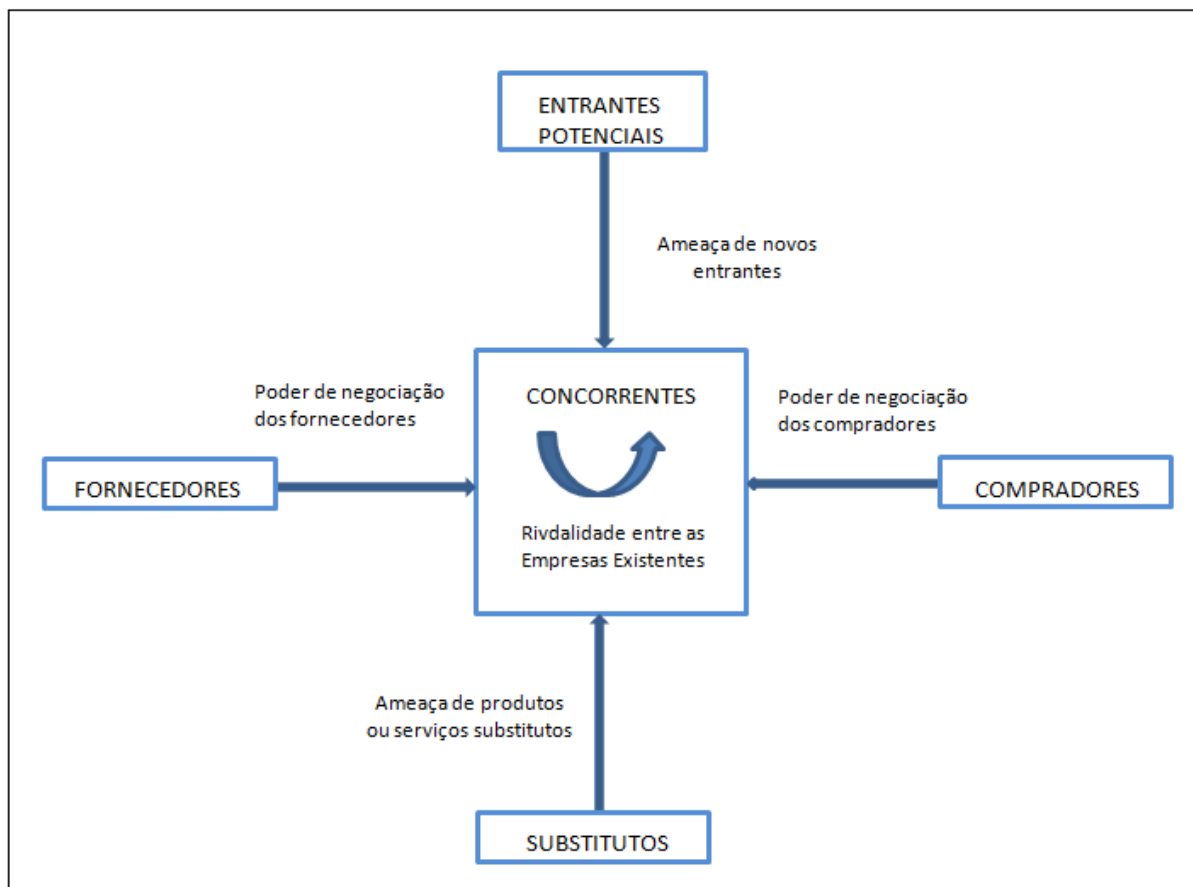 ENTRANTES
POTENCIAIS
Ameaça de novos
entrantes
Poder de negociação
dos fornecedores
CONCORRENTES
Poder de negociação
dos compradores
FORNECEDORES
COMPRADORES
Rivdalidade entre as
Empresas Existentes
Ameaça de produtos
ou serviços substitutos
SUBSTITUTOS